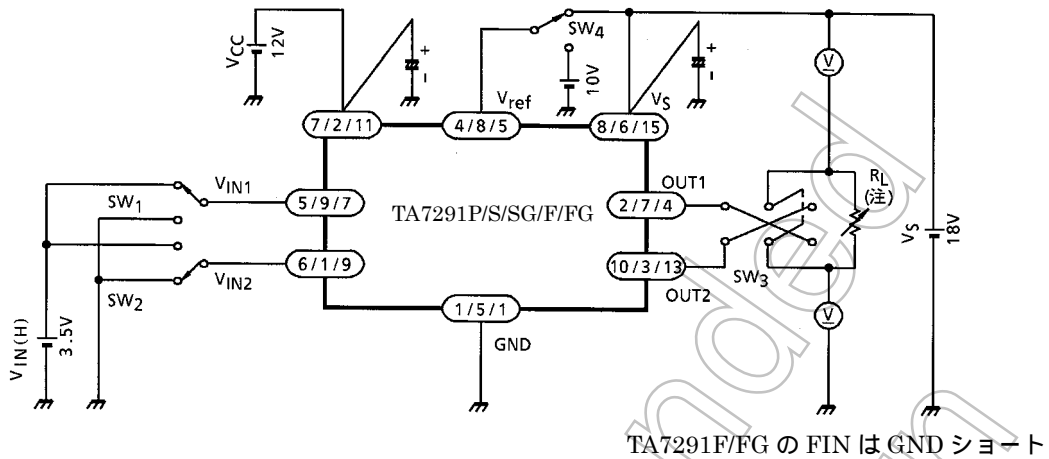 VCC
12V
+
-
SW4
10V
+
-
V
Vref
VS
7/2/11
4/8/5
8/6/15
VIN1
SW1
5/9/7
TA7291P/S/SG/F/FG
OUT1
2/7/4
RL
(注)
VS
18V
6/1/9
VIN2
SW2
10/3/13
OUT2
SW3
1/5/1
GND
VIN(H)
3.5V
V
TA7291F/FG の FIN は GND ショート